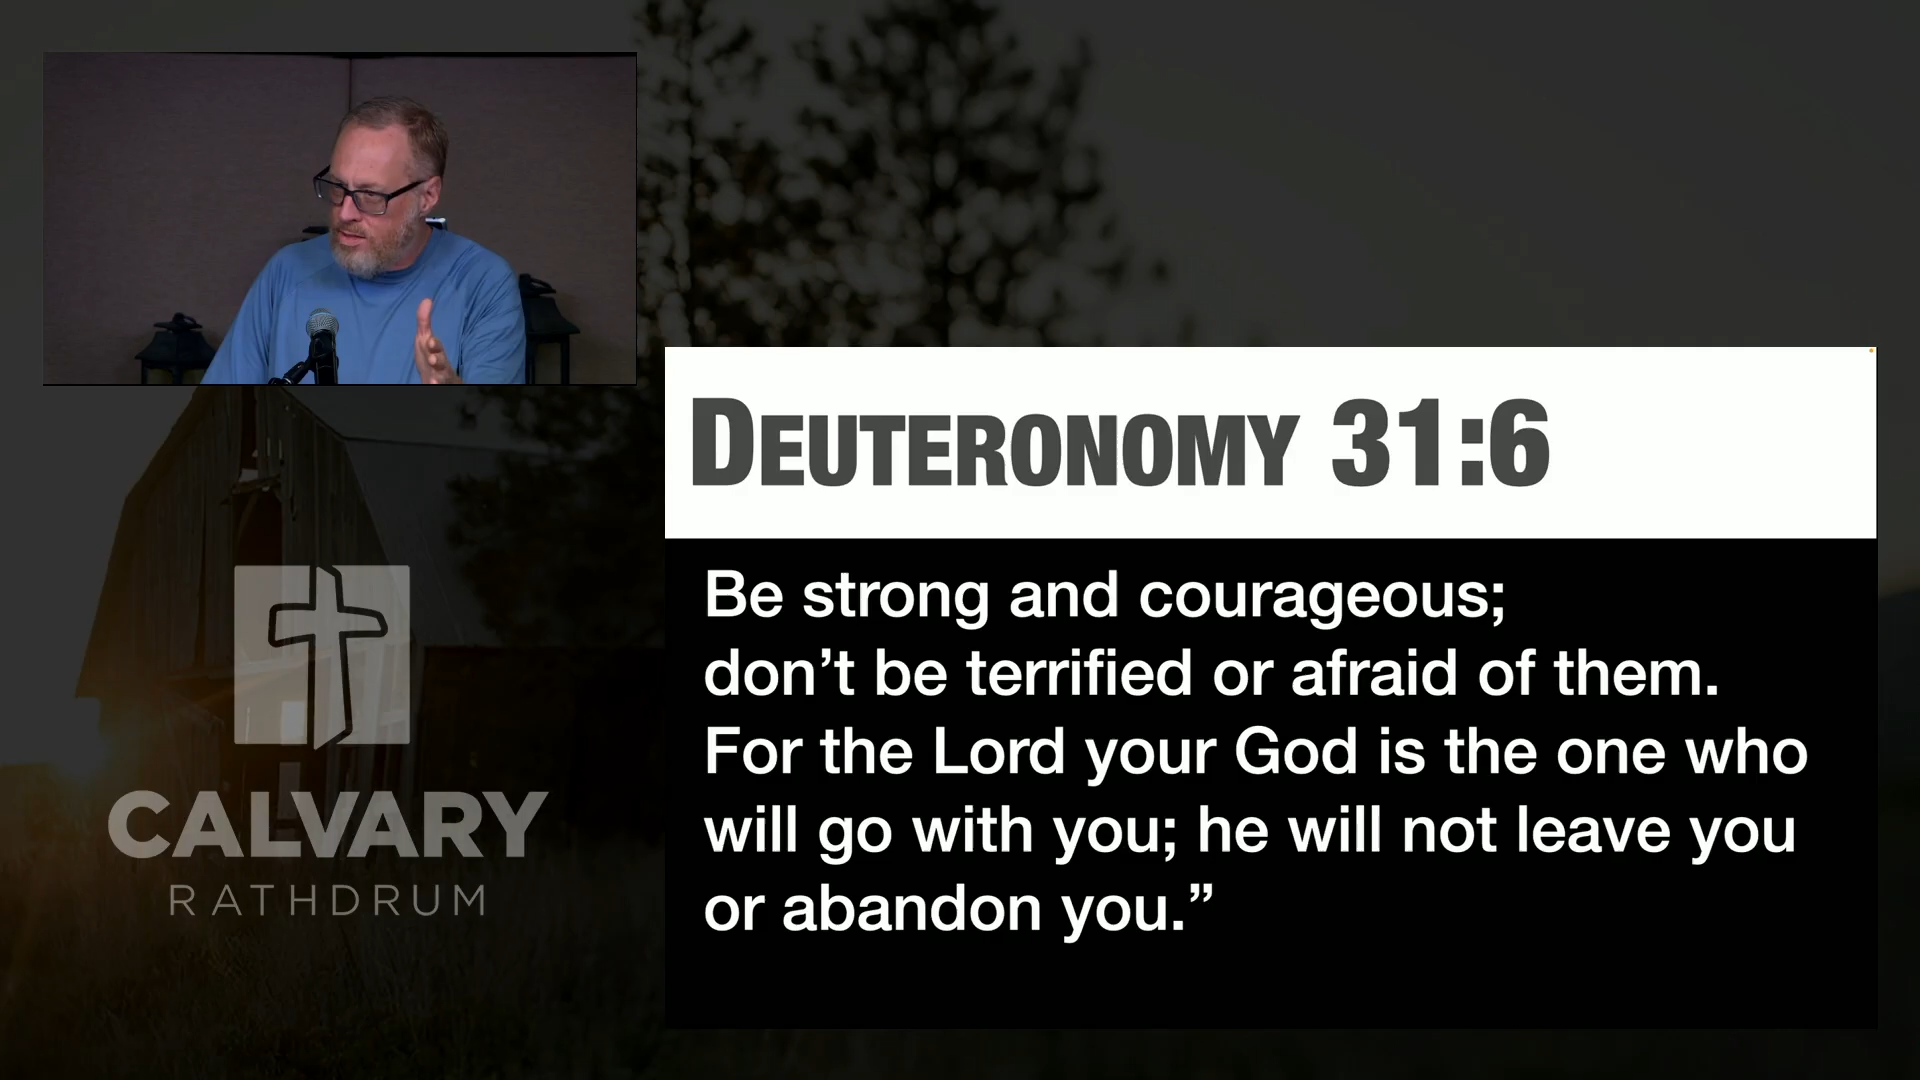 DEUTERONOMY 31:6
Be strong and courageous;
don’t be terrified or afraid of them.
For the Lord your God is the one who
will go with you; he will not leave you
or abandon you.”
CALVARY
RATHDRUM